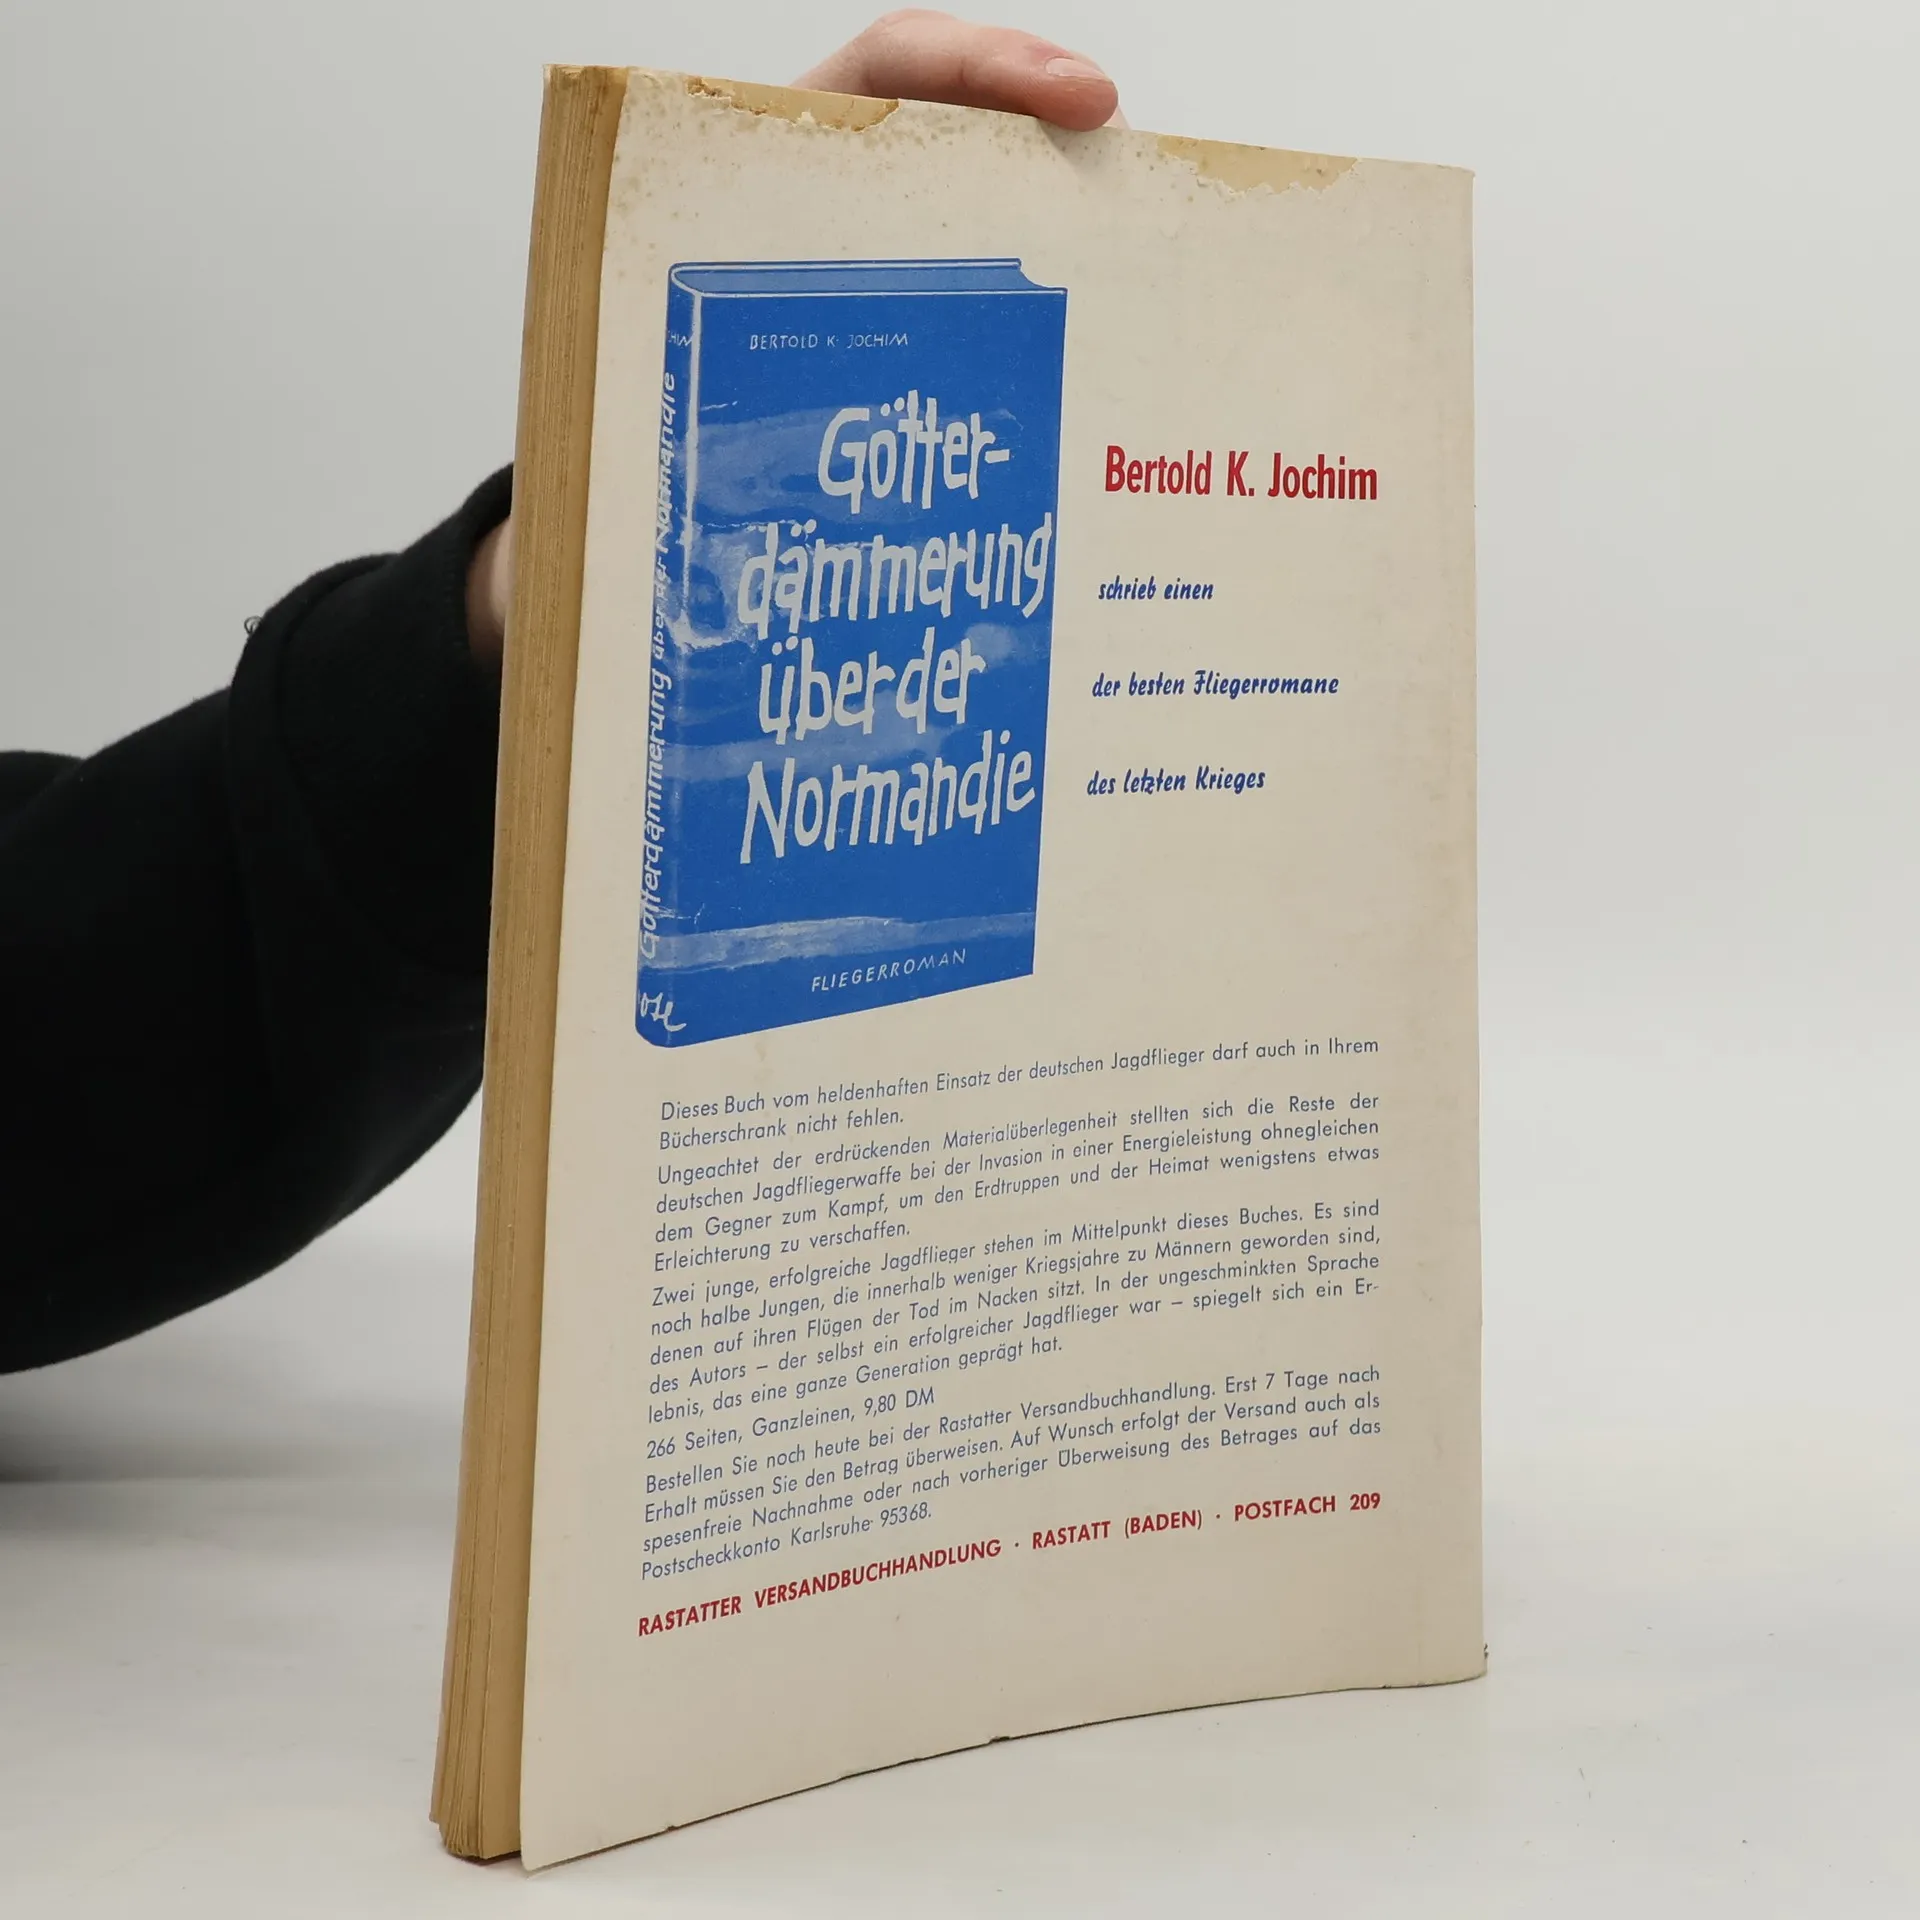 BERTOLD K. JOCHIM
Götter-
dämmerung
über der
Normandie
FLIEGERROMAN
Götterdämmerung über der Normandie
Bertold K. Jochim
schrieb einen
der besten Fliegerromane
des letzten Krieges
Dieses Buch vom heldenhaften Einsatz der deutschen Jagdflieger darf auch in Ihrem
Bücherschrank nicht fehlen.
Ungeachtet der erdrückenden Materialüberlegenheit stellten sich die Reste der
deutschen Jagdfliegerwaffe bei der Invasion in einer Energieleistung ohnegleichen
dem Gegner zum Kampf, um den Erdtruppen und der Heimat wenigstens etwas
Erleichterung zu verschaffen.
Zwei junge, erfolgreiche Jagdflieger stehen im Mittelpunkt dieses Buches. Es sind
noch halbe Jungen, die innerhalb weniger Kriegsjahre zu Männern geworden sind,
denen auf ihren Flügen der Tod im Nacken sitzt. In der ungeschminkten Sprache
des Autors – der selbst ein erfolgreicher Jagdflieger war – spiegelt sich ein Er-
lebnis, das eine ganze Generation geprägt hat.
266 Seiten, Ganzleinen, 9,80 DM
Bestellen Sie noch heute bei der Rastatter Versandbuchhandlung. Erst 7 Tage nach
Erhalt müssen Sie den Betrag überweisen. Auf Wunsch erfolgt der Versand auch als
spesenfreie Nachnahme oder nach vorheriger Überweisung des Betrages auf das
Postscheckkonto Karlsruhe 95368.
RASTATTER VERSANDBUCHHANDLUNG · RASTATT (BADEN) · POSTFACH 209